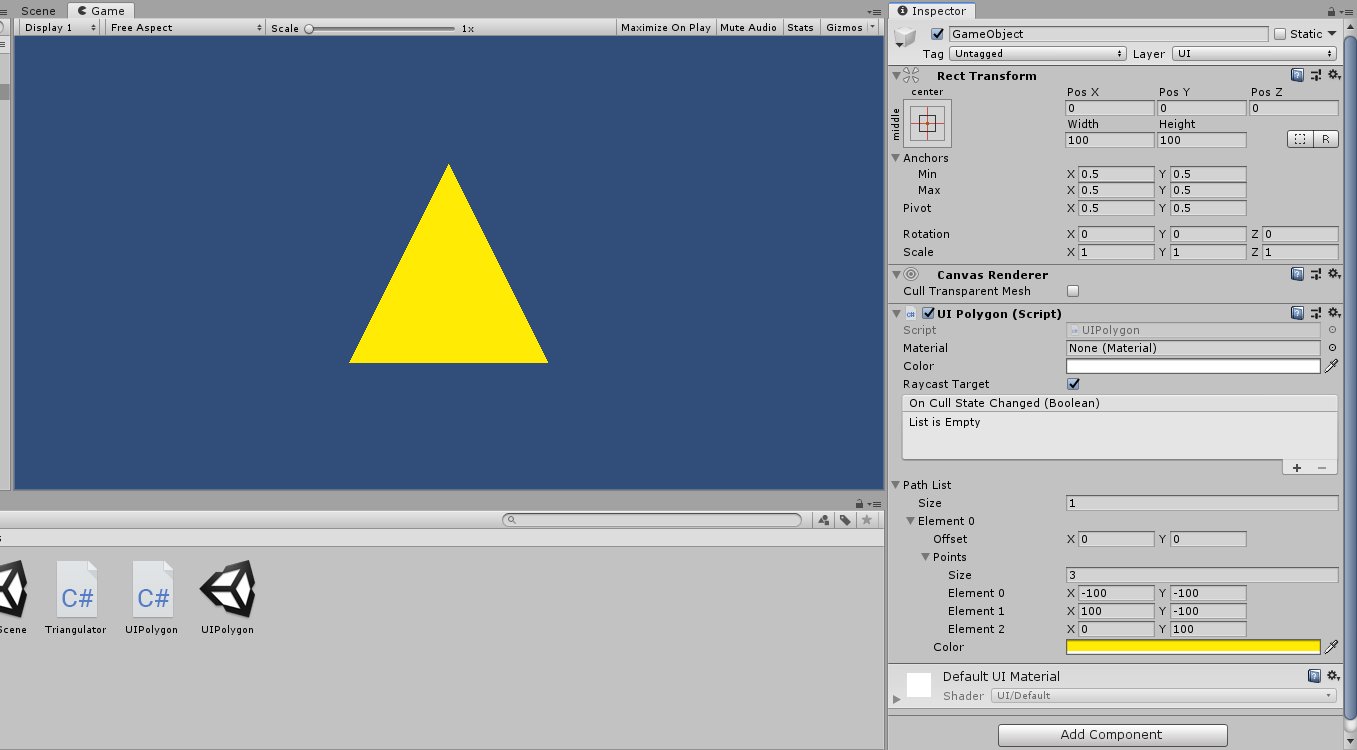 Scene
Game
Display 1
Free Aspect
Scale
1x
Maximize On Play
Mute Audio
Stats
Gizmos
s
Scene
Triangulator
UIPolygon
UIPolygon
C#
C#
Inspector
GameObject
Static
Tag
Untagged
Layer
UI
Rect Transform
center
middle
Pos X
Pos Y
Pos Z
0
0
0
Width
Height
100
100
R
Anchors
Min
X 0.5
Y 0.5
Max
X 0.5
Y 0.5
Pivot
X 0.5
Y 0.5
Rotation
X 0
Y 0
Z 0
Scale
X 1
Y 1
Z 1
Canvas Renderer
Cull Transparent Mesh
C#
UI Polygon (Script)
Script
UIPolygon
Material
None (Material)
Color
Raycast Target
On Cull State Changed (Boolean)
List is Empty
Path List
Size
1
Element 0
Offset
X 0
Y 0
Points
Size
3
Element 0
X -100
Y -100
Element 1
X 100
Y -100
Element 2
X 0
Y 100
Color
Default UI Material
Shader
UI/Default
Add Component